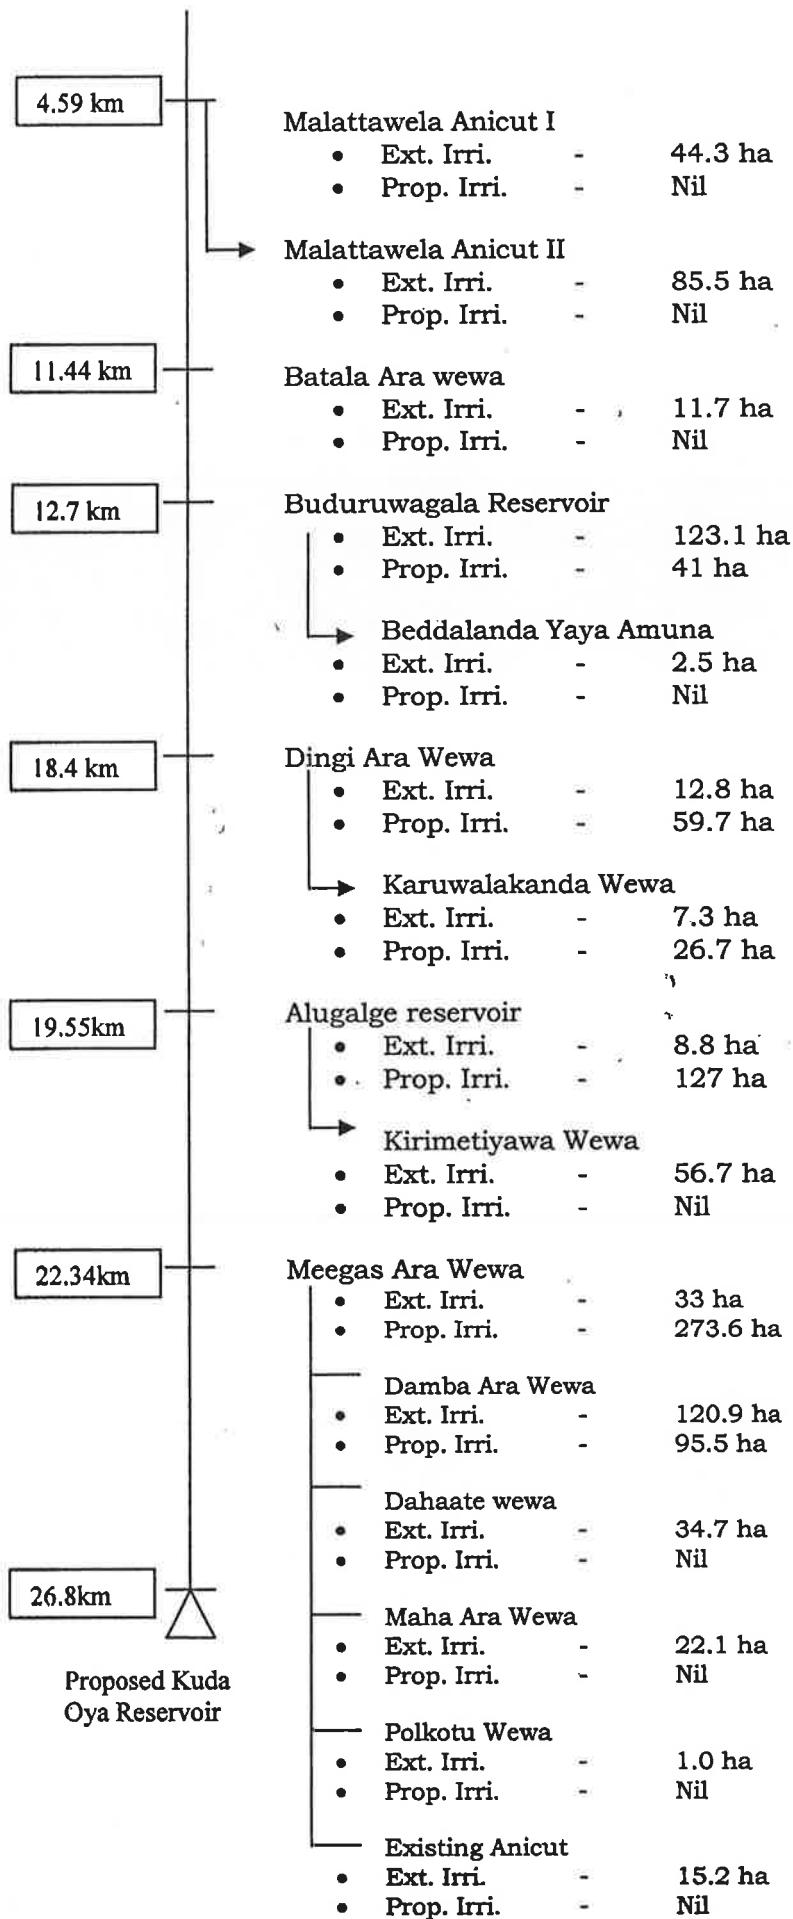 4.59 km
Malattawela Anicut I
• Ext. Irri. - 44.3 ha
• Prop. Irri. - Nil
Malattawela Anicut II
• Ext. Irri. - 85.5 ha
• Prop. Irri. - Nil
11.44 km
Batala Ara wewa
• Ext. Irri. - 11.7 ha
• Prop. Irri. - Nil
12.7 km
Buduruwagala Reservoir
• Ext. Irri. - 123.1 ha
• Prop. Irri. - 41 ha
Beddalanda Yaya Amuna
• Ext. Irri. - 2.5 ha
• Prop. Irri. - Nil
18.4 km
Dingi Ara Wewa
• Ext. Irri. - 12.8 ha
• Prop. Irri. - 59.7 ha
Karuwalakanda Wewa
• Ext. Irri. - 7.3 ha
• Prop. Irri. - 26.7 ha
19.55km
Alugalge reservoir
• Ext. Irri. - 8.8 ha
• Prop. Irri. - 127 ha
Kirimetiyawa Wewa
• Ext. Irri. - 56.7 ha
• Prop. Irri. - Nil
22.34km
Meegas Ara Wewa
• Ext. Irri. - 33 ha
• Prop. Irri. - 273.6 ha
Damba Ara Wewa
• Ext. Irri. - 120.9 ha
• Prop. Irri. - 95.5 ha
Dahaate wewa
• Ext. Irri. - 34.7 ha
• Prop. Irri. - Nil
26.8km
Proposed Kuda
Oya Reservoir
Maha Ara Wewa
• Ext. Irri. - 22.1 ha
• Prop. Irri. - Nil
Polkotu Wewa
• Ext. Irri. - 1.0 ha
• Prop. Irri. - Nil
Existing Anicut
• Ext. Irri. - 15.2 ha
• Prop. Irri. - Nil